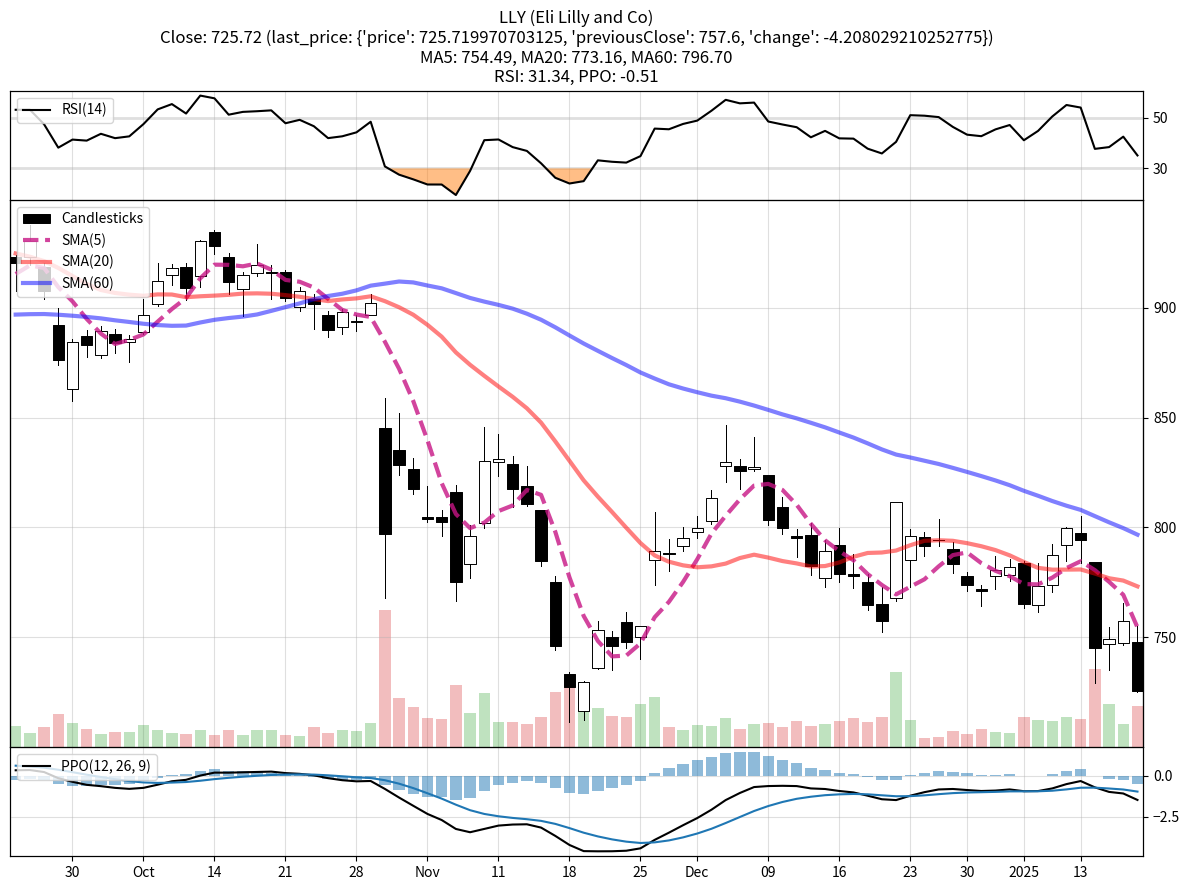 LLY (Eli Lilly and Co)
Close: 725.72 (last_price: {'price': 725.719970703125, 'previousClose': 757.6, 'change': -4.208029210252775})
MA5: 754.49, MA20: 773.16, MA60: 796.70
RSI: 31.34, PPO: -0.51
RSI(14)
50
30
Candlesticks
SMA(5)
SMA(20)
SMA(60)
900
850
800
750
PPO(12, 26, 9)
0.0
−2.5
30 Oct 14 21 28 Nov 11 18 25 Dec 09 16 23 30 2025 13